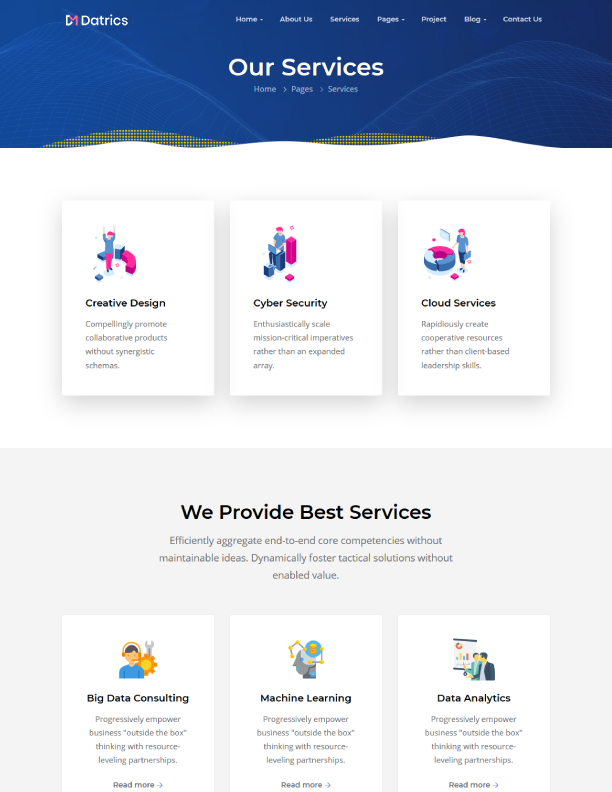 Datrics
Home About Us Services Pages Project Blog Contact Us
Our Services
Home > Pages > Services
Creative Design
Compellingly promote
collaborative products
without synergistic
schemas.
Cyber Security
Enthusiastically scale
mission-critical imperatives
rather than an expanded
array.
Cloud Services
Rapidiously create
cooperative resources
rather than client-based
leadership skills.
We Provide Best Services
Efficiently aggregate end-to-end core competencies without
maintainable ideas. Dynamically foster tactical solutions without
enabled value.
Big Data Consulting
Progressively empower
business "outside the box"
thinking with resource-
leveling partnerships.
Read more →
Machine Learning
Progressively empower
business "outside the box"
thinking with resource-
leveling partnerships.
Read more →
Data Analytics
Progressively empower
business "outside the box"
thinking with resource-
leveling partnerships.
Read more →